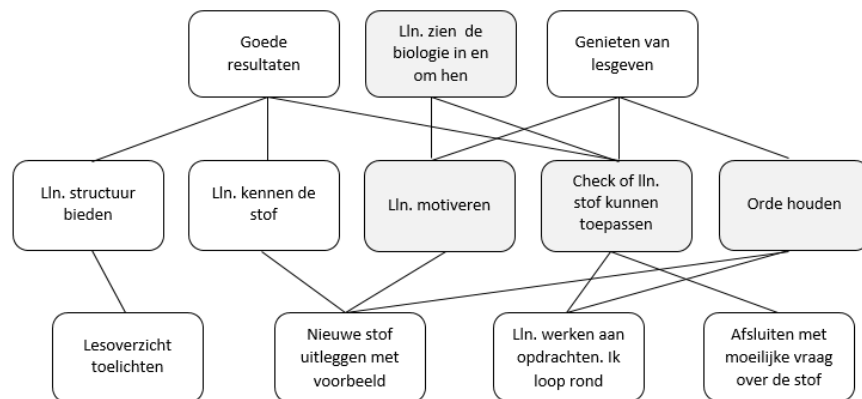 Goede
resultaten
Lln. zien de
biologie in en
om hen
Genieten van
lesgeven
Lln. structuur
bieden
Lln. kennen de
stof
Lln. motiveren
Check of lln.
stof kunnen
toepassen
Orde houden
Lesoverzicht
toelichten
Nieuwe stof
uitleggen met
voorbeeld
Lln. werken aan
opdrachten. Ik
loop rond
Afsluiten met
moeilijke vraag
over de stof